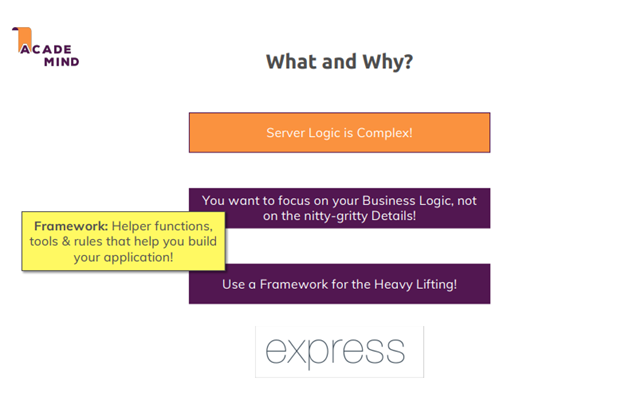 ACADE
MIND
What and Why?
Server Logic is Complex!
You want to focus on your Business Logic, not
on the nitty-gritty Details!
Framework: Helper functions,
tools & rules that help you build
your application!
Use a Framework for the Heavy Lifting!
express